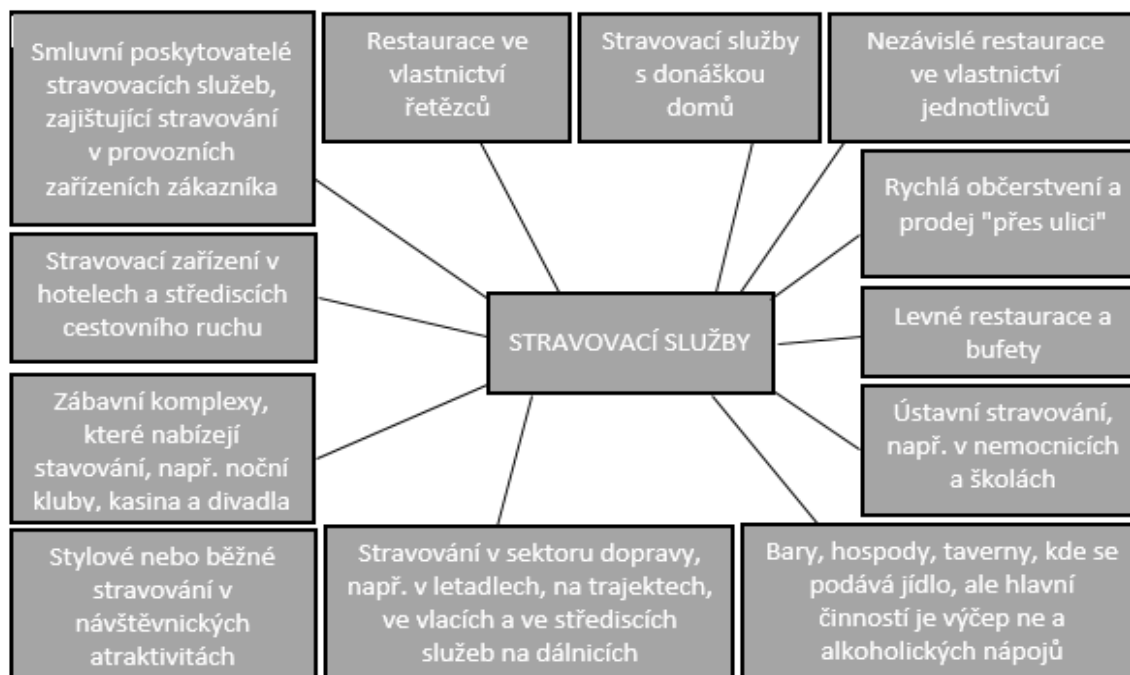 Smluvní poskytovatelé
stravovacích služeb,
zajištující stravování
v provozních
zařízeních zákazníka
Restaurace ve
vlastnictví
řetězců
Stravovací služby
s donáškou
domů
Nezávislé restaurace
ve vlastnictví
jednotlivců
Rychlá občerstvení a
prodej "přes ulici"
Stravovací zařízení v
hotelech a střediscích
cestovního ruchu
STRAVOVACÍ SLUŽBY
Levné restaurace a
bufety
Zábavní komplexy,
které nabízejí
stavování, např. noční
kluby, kasina a divadla
Ústavní stravování,
např. v nemocnicích
a školách
Stylové nebo běžné
stravování v
návštěvnických
atraktivitách
Stravování v sektoru dopravy,
např. v letadlech, na trajektech,
ve vlacích a ve střediscích
služeb na dálnicích
Bary, hospody, taverny, kde se
podává jídlo, ale hlavní
činností je výčep ne a
alkoholických nápojů